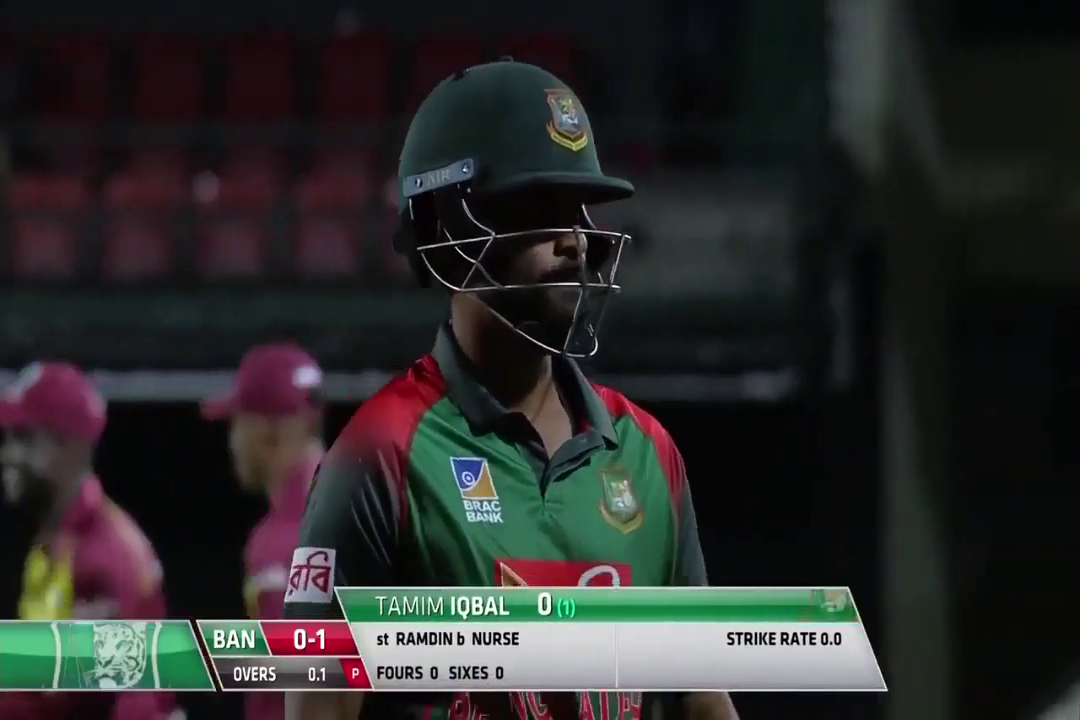 AIR
BRAC
BANK
রবি
TAMIM IQBAL 0 (1)
BAN 0-1
st RAMDIN b NURSE
STRIKE RATE 0.0
OVERS 0.1 P
FOURS 0 SIXES 0